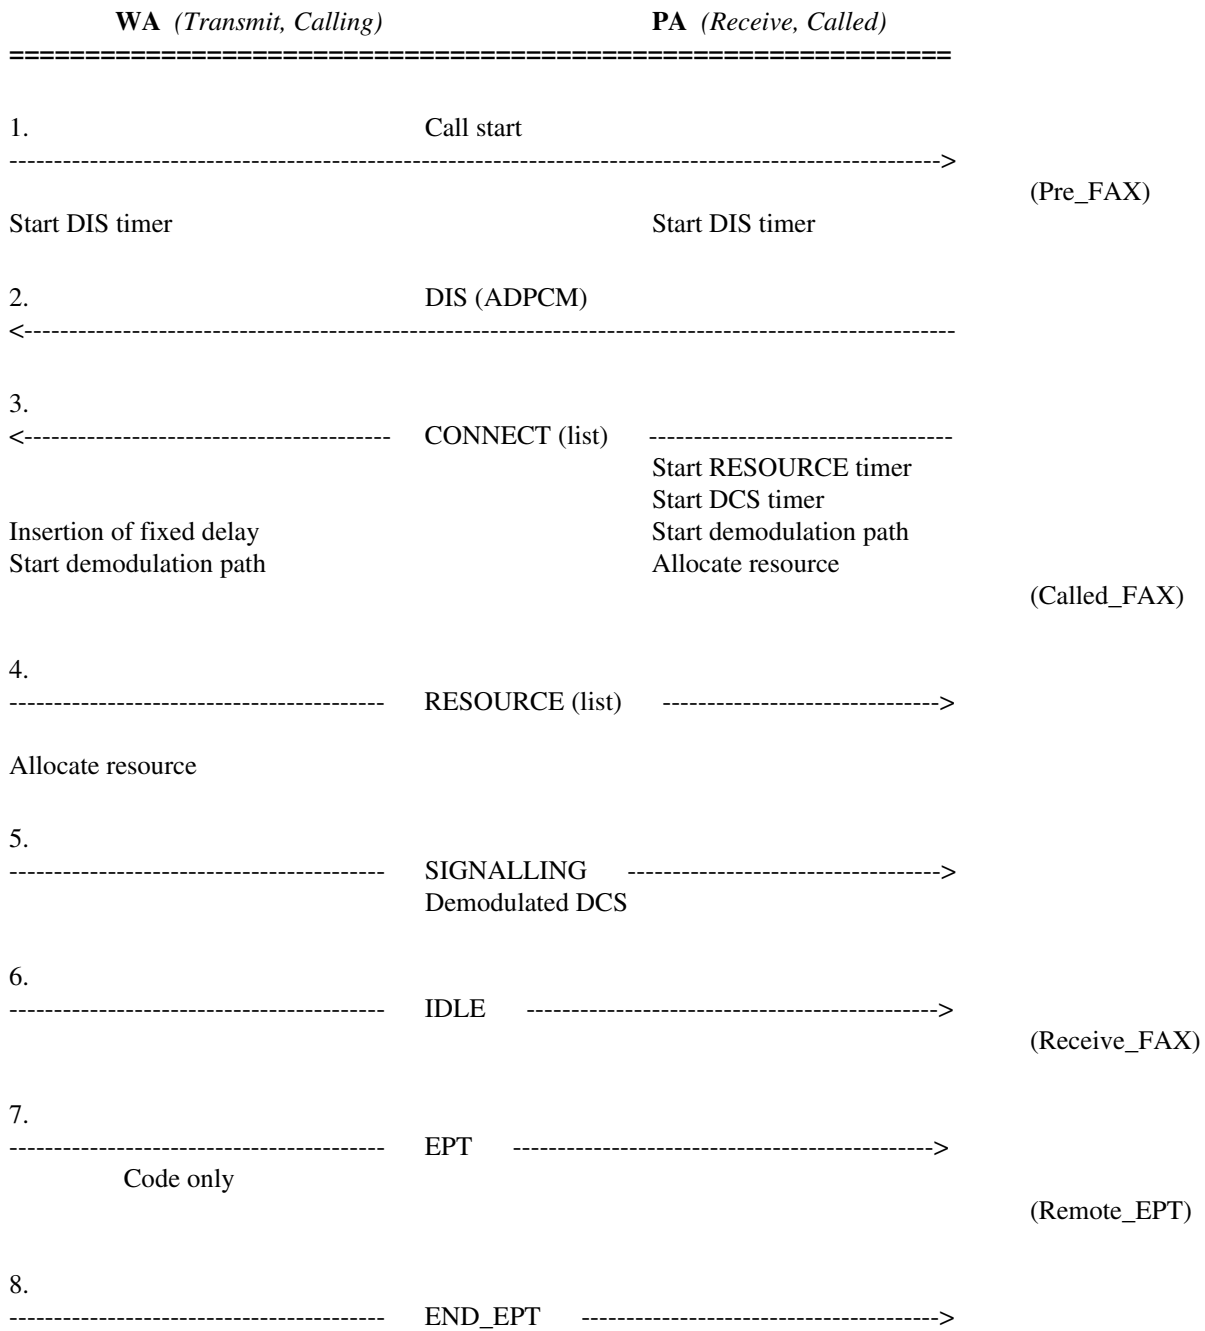 WA (Transmit, Calling) PA (Receive, Called)
==============================================================
1. Call start
-------------------------------------------------------------------------------------------------------->
(Pre_FAX)
Start DIS timer Start DIS timer
2. DIS (ADPCM)
<--------------------------------------------------------------------------------------------------------
3.
<----------------------------------------- CONNECT (list) ----------------------------------
Start RESOURCE timer
Start DCS timer
Insertion of fixed delay Start demodulation path
Start demodulation path Allocate resource
(Called_FAX)
4.
------------------------------------------ RESOURCE (list) ------------------------------->
Allocate resource
5.
------------------------------------------ SIGNALLING ----------------------------------->
Demodulated DCS
6.
------------------------------------------ IDLE ---------------------------------------------->
(Receive_FAX)
7.
------------------------------------------ EPT ----------------------------------------------->
Code only
(Remote_EPT)
8.
------------------------------------------ END_EPT ---------------------------------------->